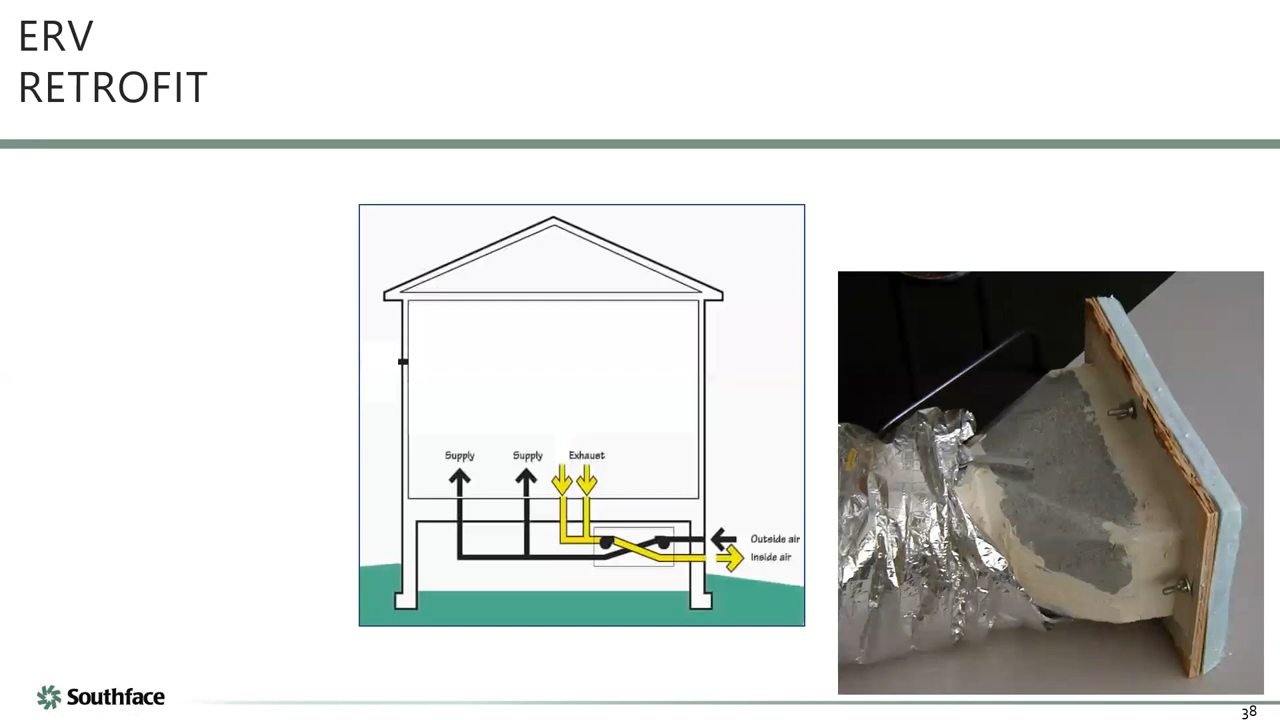 ERV
RETROFIT
Supply Supply Exhaust
Outside air
Inside air
Southface
38